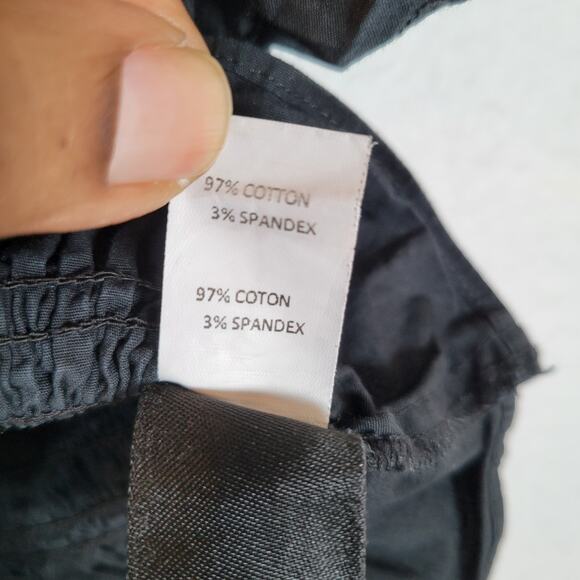 97% COTTON
3% SPANDEX
97% COTON
3% SPANDEX